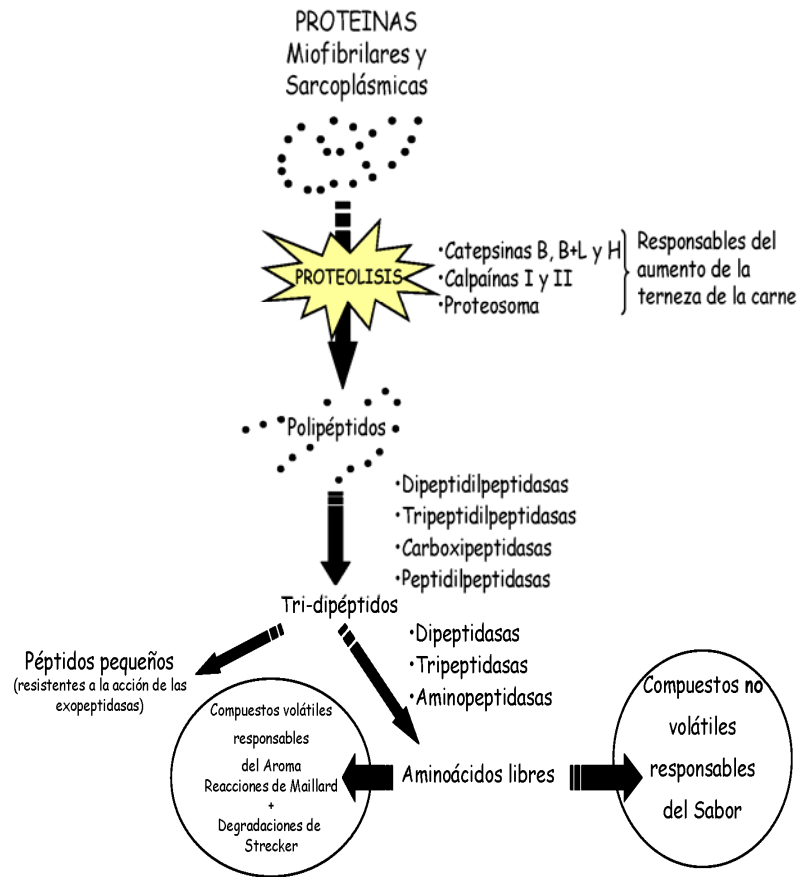 PROTEINAS
Miofibrilares y
Sarcoplásmicas
PROTEOLISIS
•Catepsinas B, B+L y H
•Calpaínas I y II
•Proteosoma
Responsables del
aumento de la
terneza de la carne
Polipéptidos
•Dipeptidilpeptidasas
•Tripeptidilpeptidasas
•Carboxipeptidasas
•Peptidilpeptidasas
Tri-dipéptidos
•Dipeptidasas
•Tripeptidasas
•Aminopeptidasas
Péptidos pequeños
(resistentes a la acción de las
exopeptidasas)
Compuestos volátiles
responsables
del Aroma
Reacciones de Maillard
+
Degradaciones de
Strecker
Aminoácidos libres
Compuestos no
volátiles
responsables
del Sabor